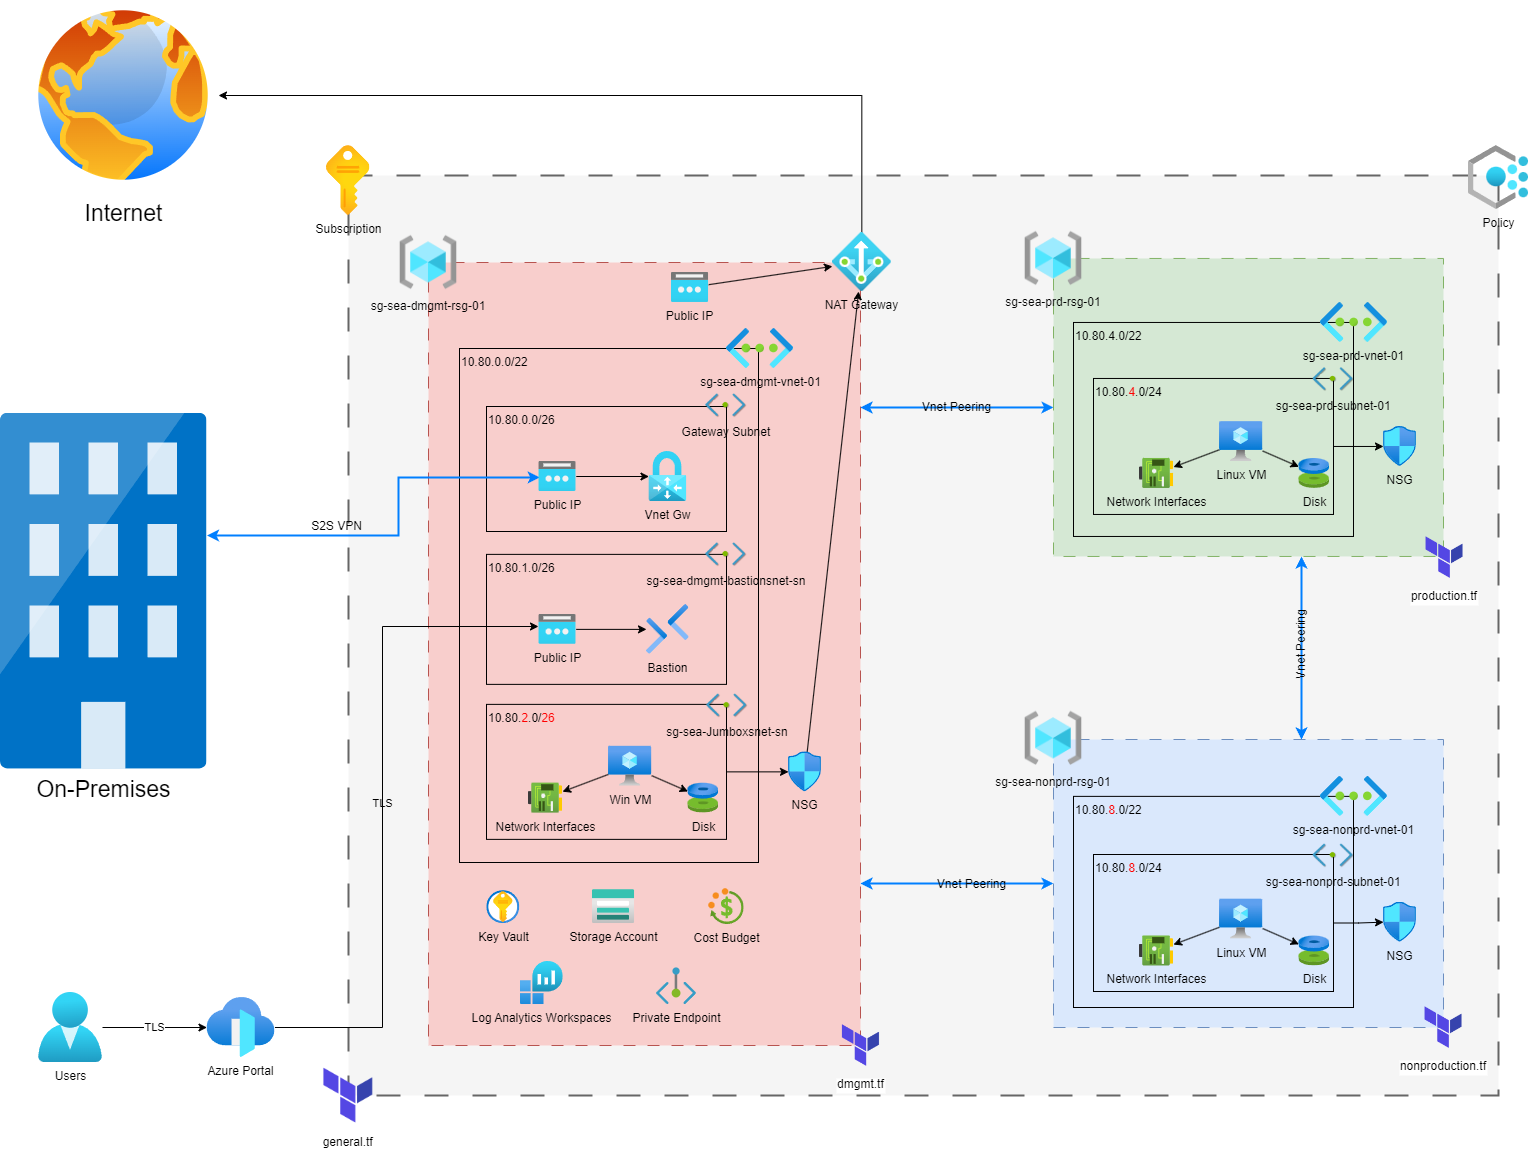 Internet
Subscription
Policy
sg-sea-dmgmt-rsg-01
Public IP
NAT Gateway
sg-sea-prd-rsg-01
10.80.0.0/22
sg-sea-dmgmt-vnet-01
10.80.0.0/26
Gateway Subnet
Public IP
Vnet Gw
S2S VPN
On-Premises
10.80.1.0/26
sg-sea-dmgmt-bastionsnet-sn
Public IP
Bastion
10.80.2.0/26
sg-sea-Jumboxsnet-sn
Win VM
Network Interfaces
Disk
NSG
TLS
Key Vault
Storage Account
Cost Budget
Log Analytics Workspaces
Private Endpoint
dmgmt.tf
Vnet Peering
10.80.4.0/22
sg-sea-prd-vnet-01
10.80.4.0/24
sg-sea-prd-subnet-01
Linux VM
Network Interfaces
Disk
NSG
production.tf
Vnet Peering
sg-sea-nonprd-rsg-01
10.80.8.0/22
sg-sea-nonprd-vnet-01
10.80.8.0/24
sg-sea-nonprd-subnet-01
Linux VM
Network Interfaces
Disk
NSG
Vnet Peering
nonproduction.tf
Users
TLS
Azure Portal
general.tf